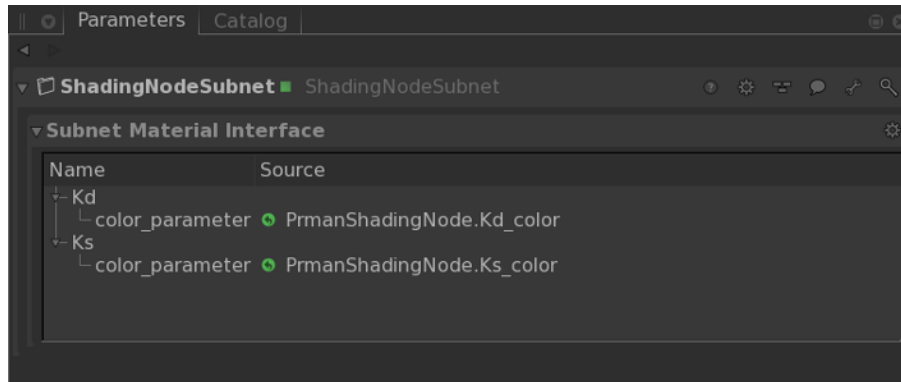 Parameters Catalog
ShadingNodeSubnet ShadingNodeSubnet
Subnet Material Interface
Name Source
Kd
color_parameter PrmanShadingNode.Kd_color
Ks
color_parameter PrmanShadingNode.Ks_color